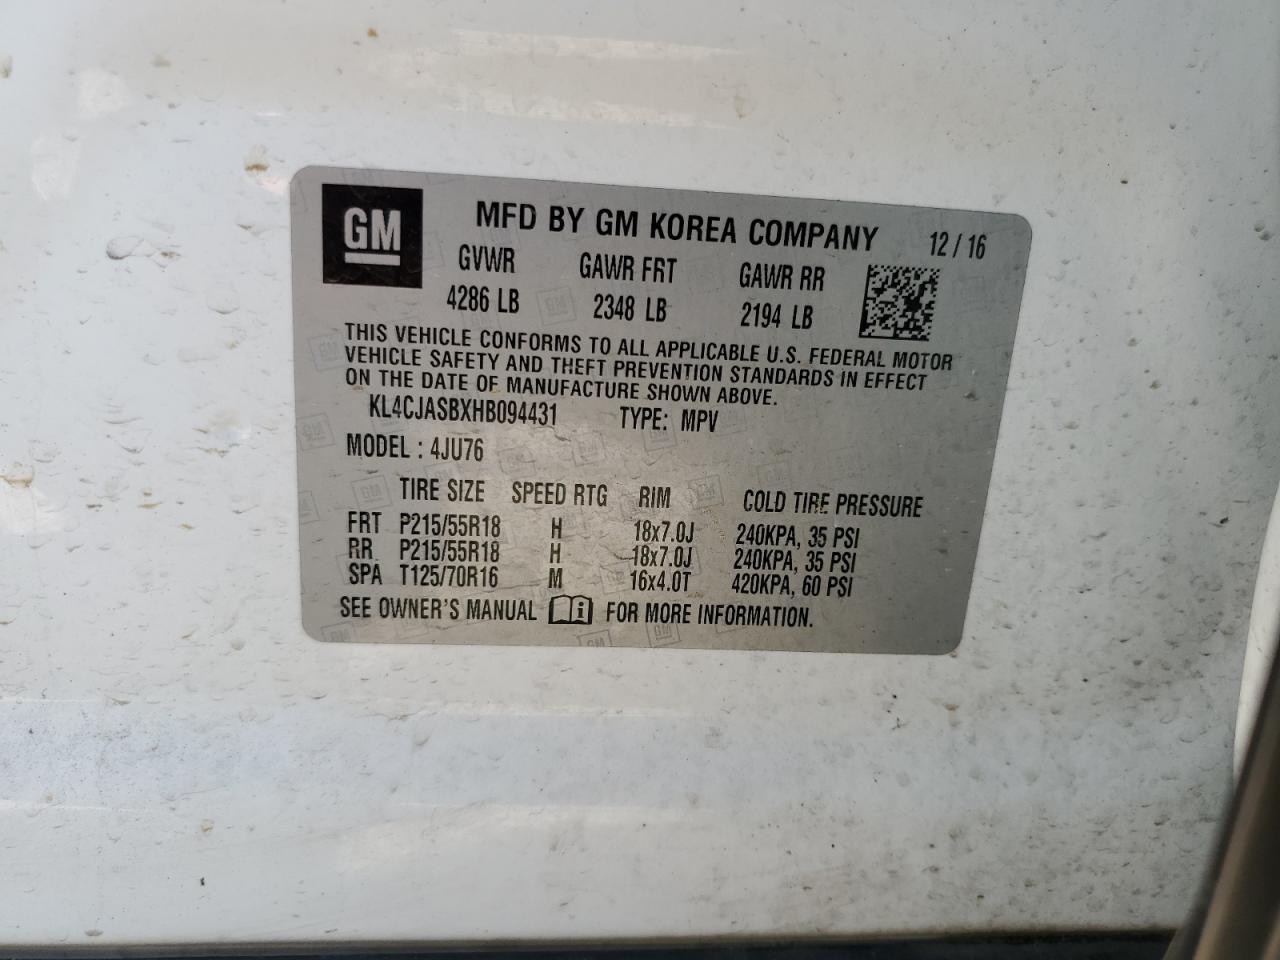 GM
MFD BY GM KOREA COMPANY 12 / 16
GVWR GAWR FRT GAWR RR
4286 LB 2348 LB 2194 LB
THIS VEHICLE CONFORMS TO ALL APPLICABLE U.S. FEDERAL MOTOR
VEHICLE SAFETY AND THEFT PREVENTION STANDARDS IN EFFECT
ON THE DATE OF MANUFACTURE SHOWN ABOVE.
KL4CJASBXHB094431 TYPE: MPV
MODEL : 4JU76
TIRE SIZE SPEED RTG RIM COLD TIRE PRESSURE
FRT P215/55R18 H 18x7.0J 240KPA, 35 PSI
RR P215/55R18 H 18x7.0J 240KPA, 35 PSI
SPA T125/70R16 M 16x4.0T 420KPA, 60 PSI
SEE OWNER'S MANUAL i FOR MORE INFORMATION.